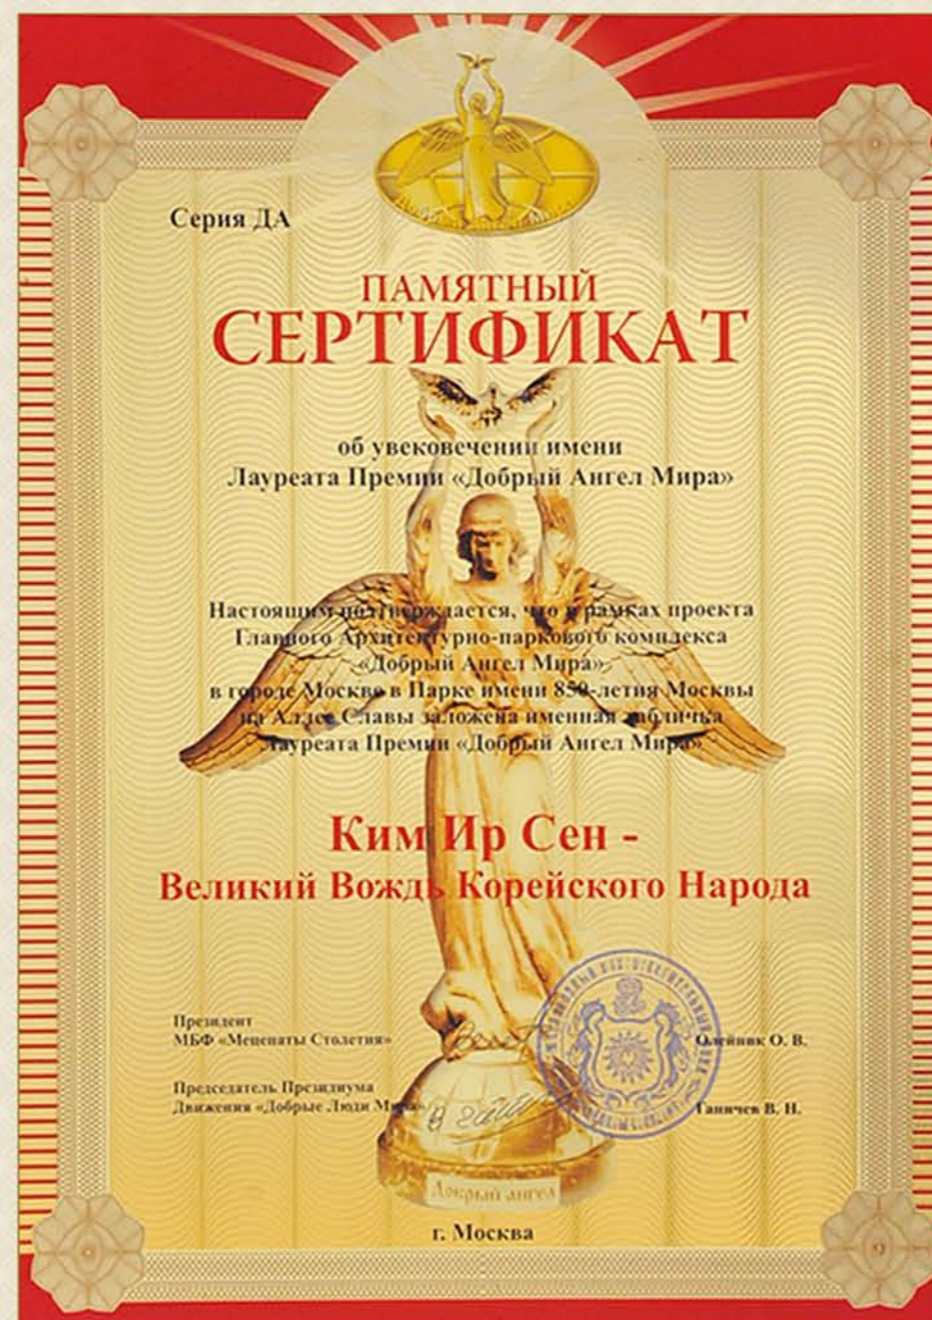 Серия ДА
ПАМЯТНЫЙ
СЕРТИФИКАТ
об увековечении имени
Лауреата Премии «Добрый Ангел Мира»
Настоящим подтверждается, что в рамках проекта
Главного Архитектурно-паркового комплекса
«Добрый Ангел Мира»
в городе Москве в Парке имени 850-летия Москвы
на Аллее Славы заложена именная табличка
Лауреата Премии «Добрый Ангел Мира»
Ким Ир Сен -
Великий Вождь Корейского Народа
Президент
МБФ «Меценаты Столетия»
Олейник О. В.
Председатель Президиума
Движения «Добрые Люди Мира»
Ганичев В. Н.
Добрый ангел
г. Москва